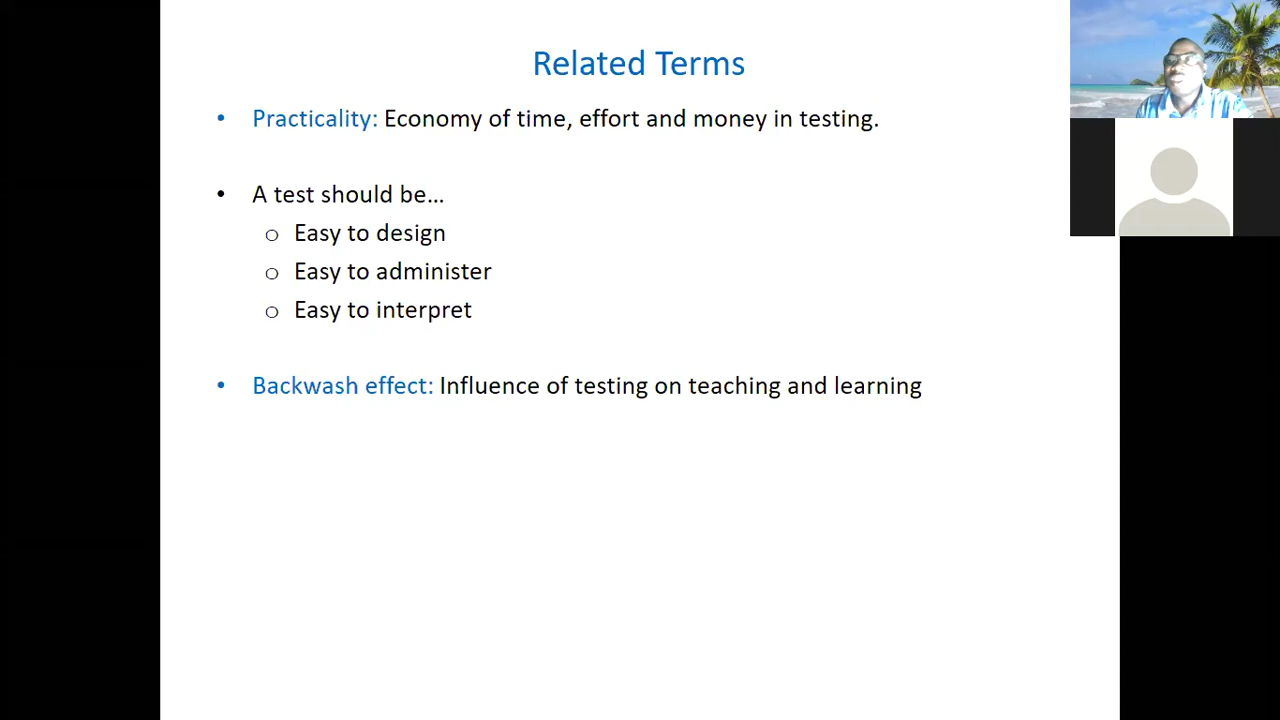 Related Terms
• Practicality: Economy of time, effort and money in testing.
• A test should be…
o Easy to design
o Easy to administer
o Easy to interpret
• Backwash effect: Influence of testing on teaching and learning